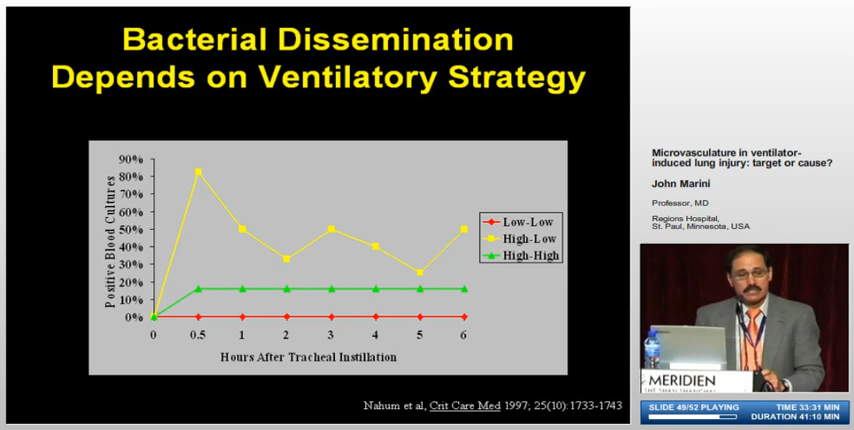 Bacterial Dissemination
Depends on Ventilatory Strategy
Positive Blood Cultures
90%
80%
70%
60%
50%
40%
30%
20%
10%
0%
0 0.5 1 2 3 4 5 6
Hours After Tracheal Instillation
Low-Low
High-Low
High-High
Nahum et al, Crit Care Med 1997; 25(10):1733-1743
Microvasculature in ventilator-
induced lung injury: target or cause?
John Marini
Professor, MD
Regions Hospital,
St. Paul, Minnesota, USA
MERIDIEN
SLIDE 49/52 PLAYING
TIME 33:31 MIN
DURATION 41:10 MIN